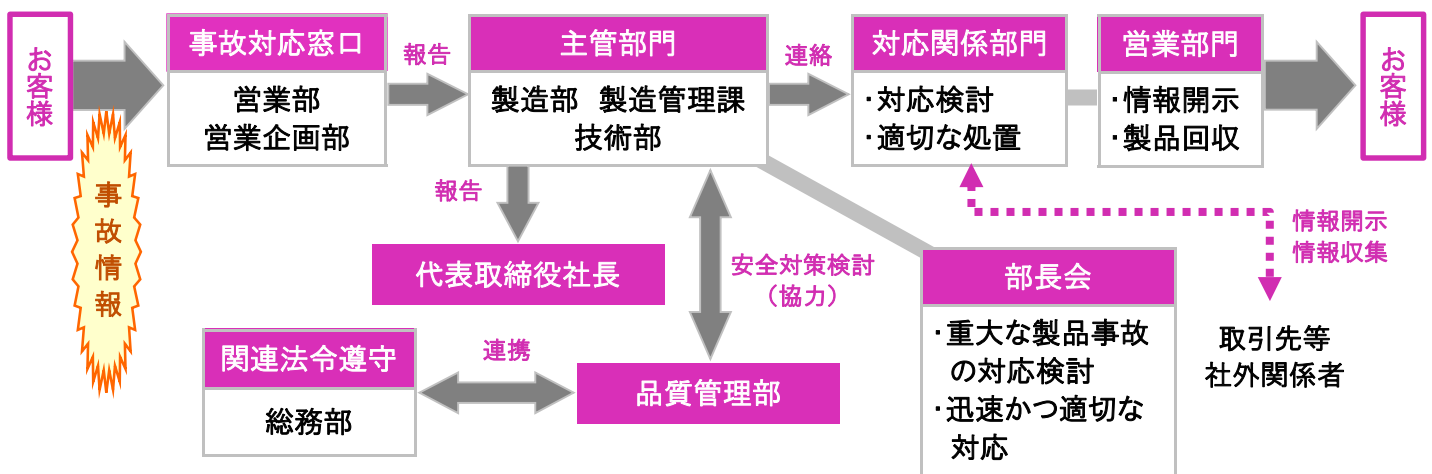 お客様
事故情報
事故対応窓口
営業部
営業企画部
報告
主管部門
製造部　製造管理課
技術部
連絡
対応関係部門
・対応検討
・適切な処置
営業部門
・情報開示
・製品回収
お客様
報告
代表取締役社長
安全対策検討
（協力）
情報開示
情報収集
取引先等
社外関係者
部長会
・重大な製品事故
の対応検討
・迅速かつ適切な
対応
関連法令遵守
総務部
連携
品質管理部